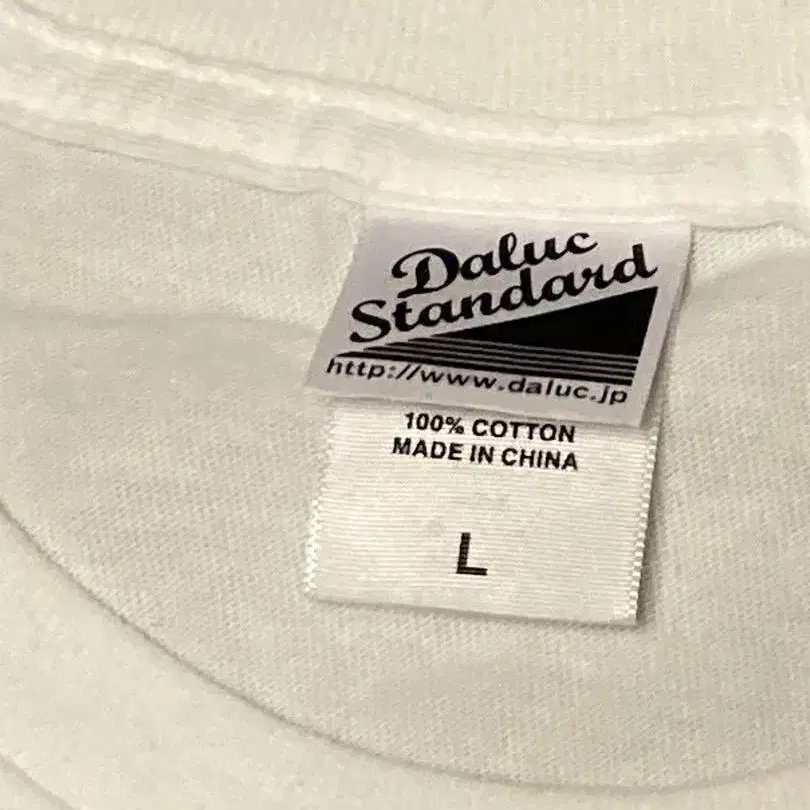 Daluc
Standard
http://www.daluc.jp
100% COTTON
MADE IN CHINA
L